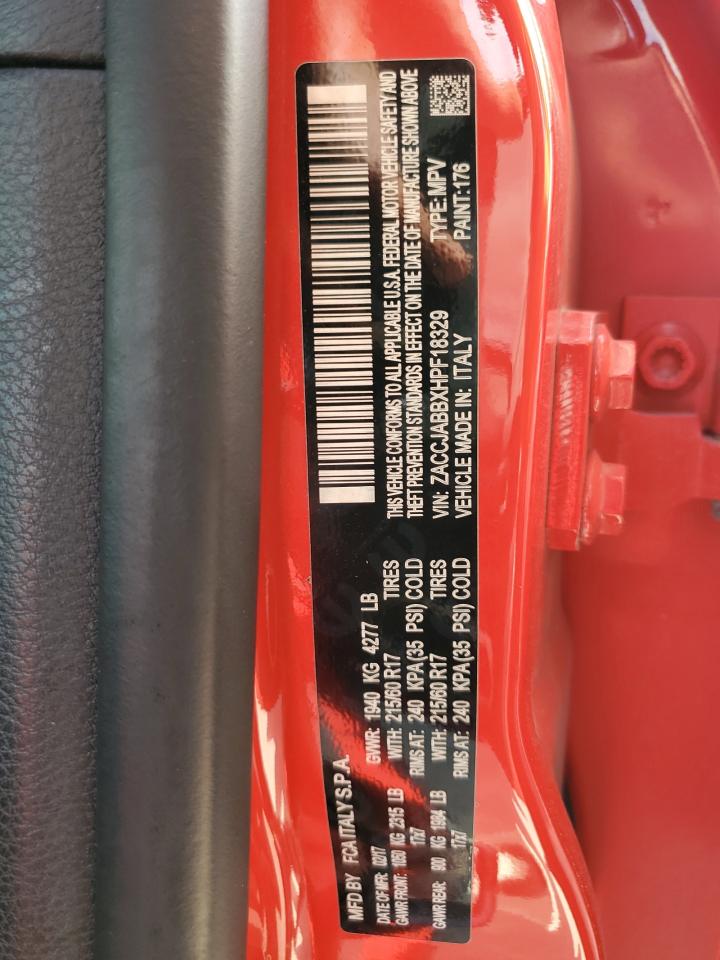 MFD BY FCA ITALY S.P.A.
DATE OF MFR: 02/17 GVWR: 1940 KG 4277 LB
GAWR FRONT: 1050 KG 2315 LB WITH: 215/60 R17 TIRES
17x7 RIMS AT: 240 KPA(35 PSI) COLD
GAWR REAR: 900 KG 1984 LB WITH: 215/60 R17 TIRES
17x7 RIMS AT: 240 KPA(35 PSI) COLD
THIS VEHICLE CONFORMS TO ALL APPLICABLE U.S.A. FEDERAL MOTOR VEHICLE SAFETY AND
THEFT PREVENTION STANDARDS IN EFFECT ON THE DATE OF MANUFACTURE SHOWN ABOVE
VIN: ZACCJABBXHPF18329 TYPE:MPV
VEHICLE MADE IN: ITALY PAINT:176